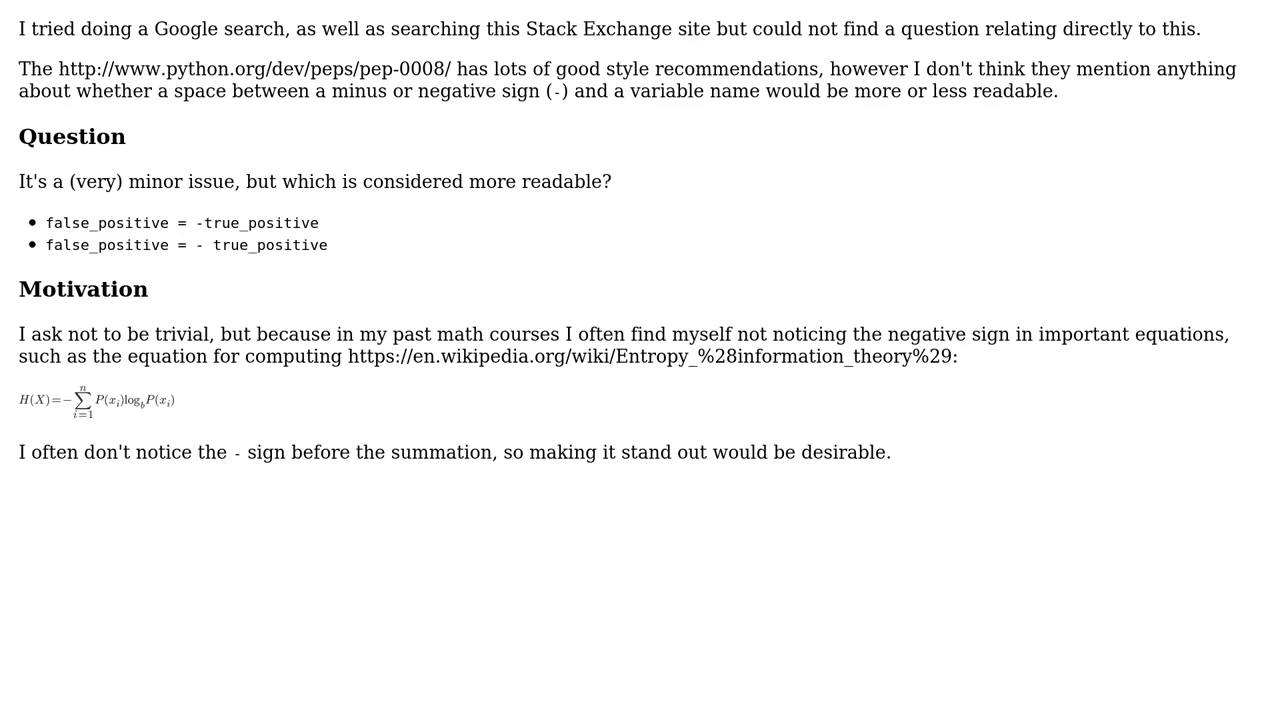 I tried doing a Google search, as well as searching this Stack Exchange site but could not find a question relating directly to this.
The http://www.python.org/dev/peps/pep-0008/ has lots of good style recommendations, however I don't think they mention anything
about whether a space between a minus or negative sign (-) and a variable name would be more or less readable.
Question
It's a (very) minor issue, but which is considered more readable?
• false_positive = -true_positive
• false_positive = - true_positive
Motivation
I ask not to be trivial, but because in my past math courses I often find myself not noticing the negative sign in important equations,
such as the equation for computing https://en.wikipedia.org/wiki/Entropy_%28information_theory%29:
H(X)=−∑_{i=1}^{n} P(x_i)log_b P(x_i)
I often don't notice the - sign before the summation, so making it stand out would be desirable.